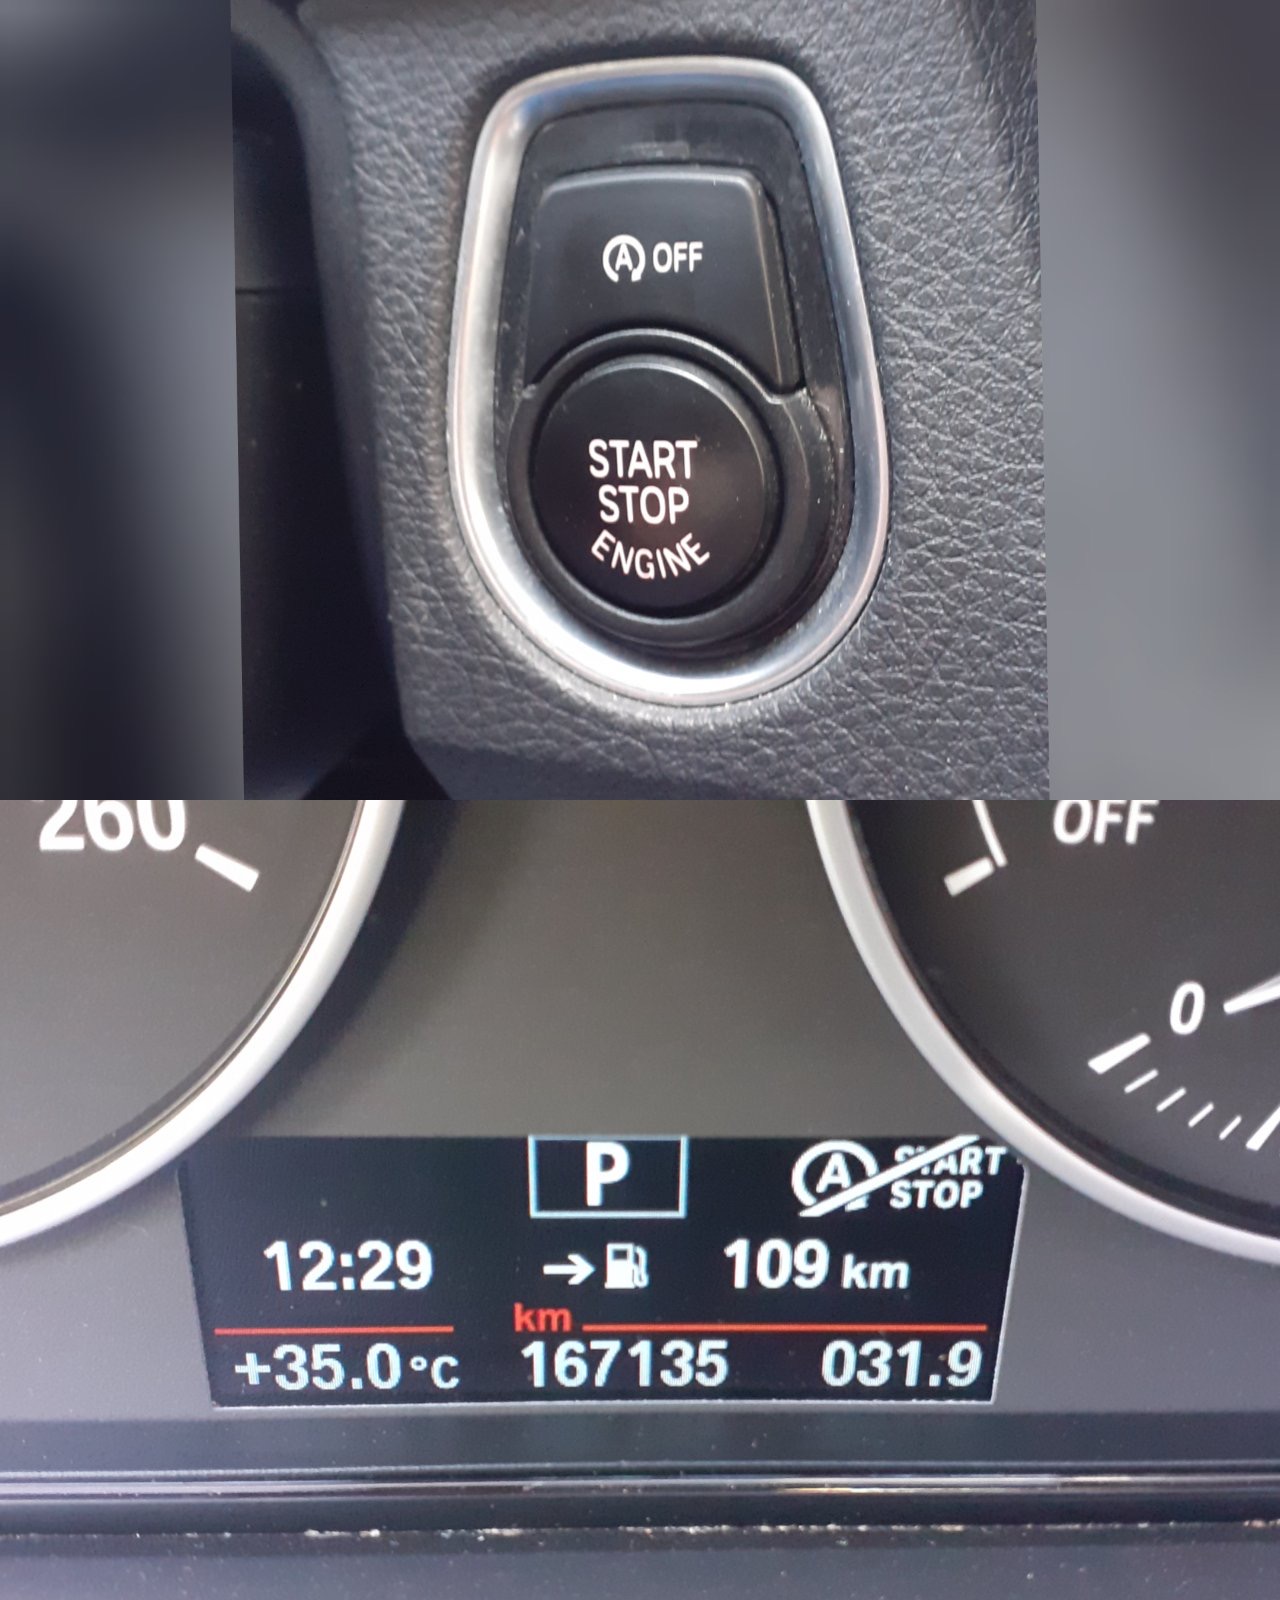 A OFF
START
STOP
ENGINE
260
OFF
0
P
A START
STOP
12:29
109 km
km
+35.0°C
167135
031.9